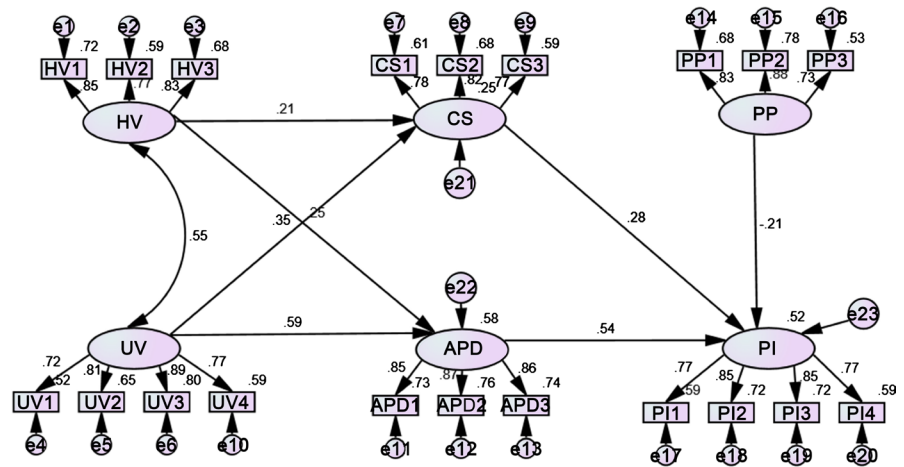 e1 e2 e3 e7 e8 e9 e14 e15 e16
.72 .59 .68 .61 .68 .59 .68 .78 .53
HV1 HV2 HV3 CS1 CS2 CS3 PP1 PP2 PP3
.85 .77 .83 .78 .82 .25 .77 .83 .88 .73
HV .21 CS PP
e21
.55 .35 .25 .28 -.21
e22 e23
.59 .58 .54 .52
UV APD PI
.72 .81 .89 .77 .85 .87 .86 .77 .85 .85 .77
.52 .65 .80 .59 .73 .76 .74 .59 .72 .72 .59
UV1 UV2 UV3 UV4 APD1 APD2 APD3 PI1 PI2 PI3 PI4
e4 e5 e6 e10 e11 e12 e13 e17 e18 e19 e20